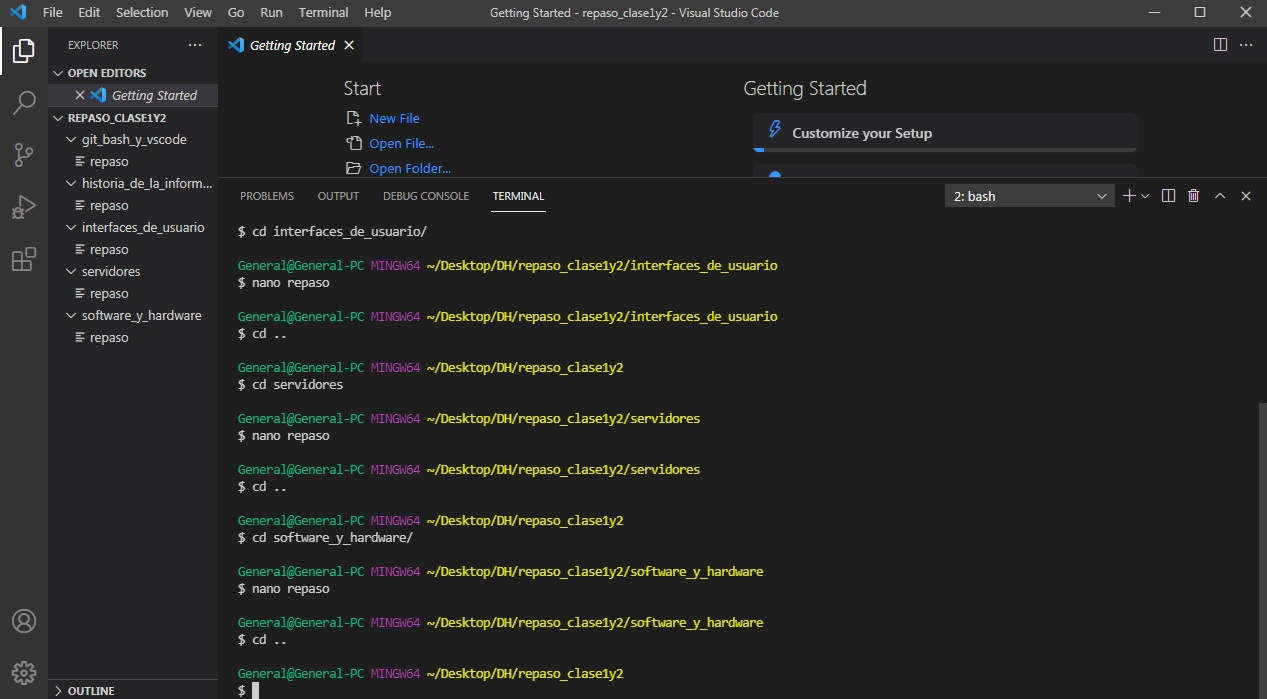 File Edit Selection View Go Run Terminal Help
Getting Started - repaso_clase1y2 - Visual Studio Code
EXPLORER
OPEN EDITORS
Getting Started
REPASO_CLASE1Y2
git_bash_y_vscode
repaso
historia_de_la_inform...
repaso
interfaces_de_usuario
repaso
servidores
repaso
software_y_hardware
repaso
OUTLINE
Getting Started
Start
New File
Open File...
Open Folder...
Getting Started
Customize your Setup
PROBLEMS OUTPUT DEBUG CONSOLE TERMINAL
2: bash
$ cd interfaces_de_usuario/
General@General-PC MINGW64 ~/Desktop/DH/repaso_clase1y2/interfaces_de_usuario
$ nano repaso
General@General-PC MINGW64 ~/Desktop/DH/repaso_clase1y2/interfaces_de_usuario
$ cd ..
General@General-PC MINGW64 ~/Desktop/DH/repaso_clase1y2
$ cd servidores
General@General-PC MINGW64 ~/Desktop/DH/repaso_clase1y2/servidores
$ nano repaso
General@General-PC MINGW64 ~/Desktop/DH/repaso_clase1y2/servidores
$ cd ..
General@General-PC MINGW64 ~/Desktop/DH/repaso_clase1y2
$ cd software_y_hardware/
General@General-PC MINGW64 ~/Desktop/DH/repaso_clase1y2/software_y_hardware
$ nano repaso
General@General-PC MINGW64 ~/Desktop/DH/repaso_clase1y2/software_y_hardware
$ cd ..
General@General-PC MINGW64 ~/Desktop/DH/repaso_clase1y2
$